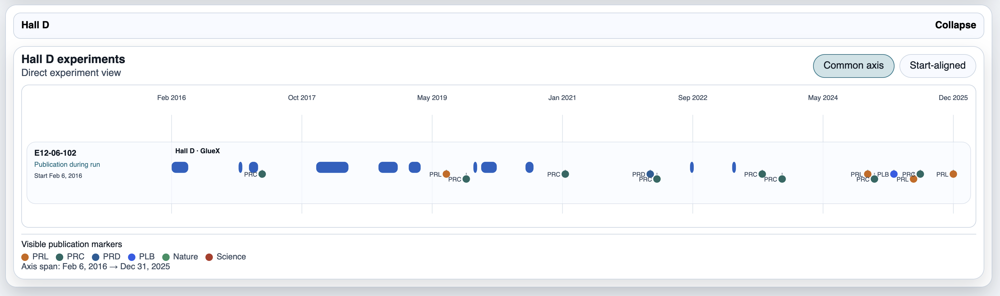 Hall D Collapse
Hall D experiments
Direct experiment view
Common axis Start-aligned
Feb 2016 Oct 2017 May 2019 Jan 2021 Sep 2022 May 2024 Dec 2025
E12-06-102
Publication during run
Start Feb 6, 2016
Hall D · GlueX
PRC PRL PRC PRC PRD PRC PRC PRC PRL PRC PLB PRL PRC PRL
Visible publication markers
PRL PRC PRD PLB Nature Science
Axis span: Feb 6, 2016 → Dec 31, 2025